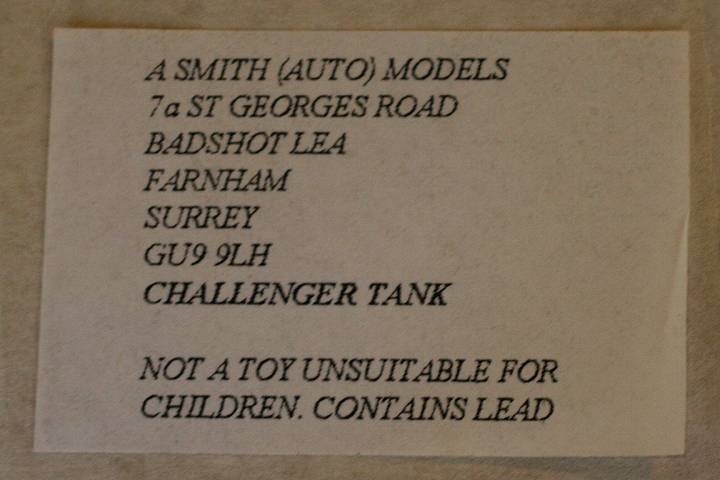 A SMITH (AUTO) MODELS
7a ST GEORGES ROAD
BADSHOT LEA
FARNHAM
SURREY
GU9 9LH
CHALLENGER TANK
NOT A TOY UNSUITABLE FOR
CHILDREN. CONTAINS LEAD